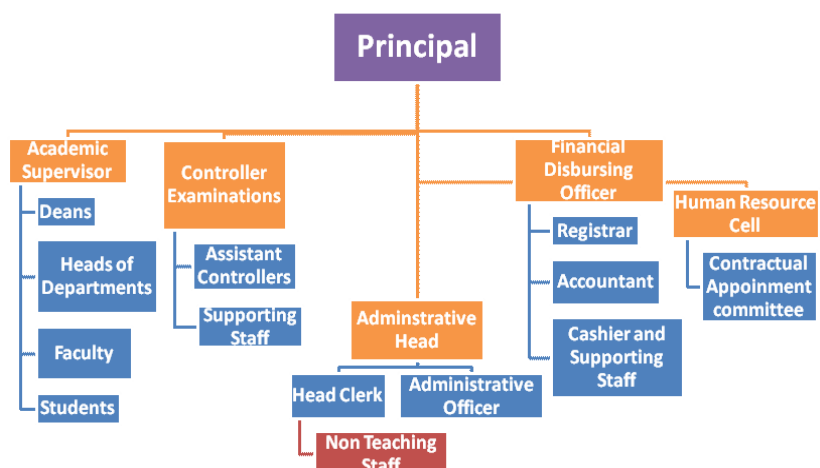 Principal
Academic
Supervisor
Deans
Heads of
Departments
Faculty
Students
Controller
Examinations
Assistant
Controllers
Supporting
Staff
Adminstrative
Head
Head Clerk
Administrative
Officer
Non Teaching
Staff
Financial
Disbursing
Officer
Registrar
Accountant
Cashier and
Supporting
Staff
Human Resource
Cell
Contractual
Appoinment
committee